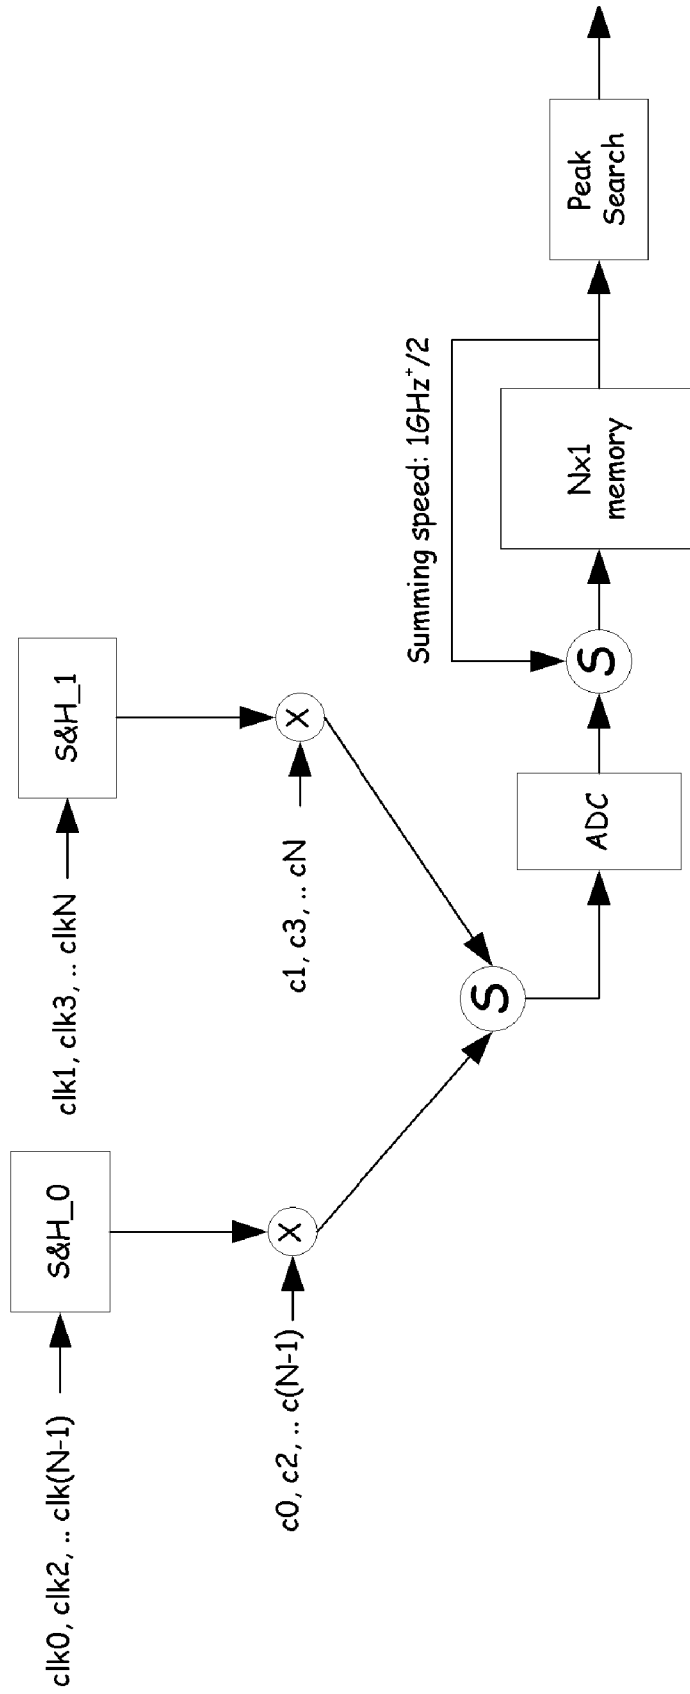 clk0, clk2, .. clk(N-1)
S&H_0
clk1, clk3, .. clkN
S&H_1
c0, c2, .. c(N-1)
X
c1, c3, .. cN
X
S
ADC
Summing speed: 1GHz⁺/2
S
Nx1
memory
Peak
Search